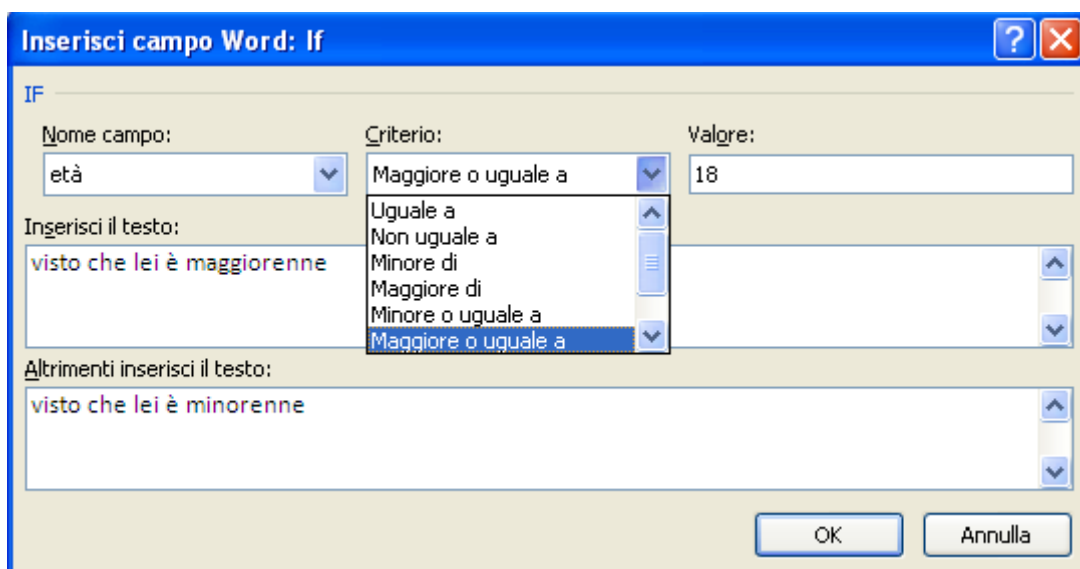 Inserisci campo Word: If
IF
Nome campo: Criterio: Valore:
età Maggiore o uguale a 18
Uguale a
Non uguale a
Minore di
Maggiore di
Minore o uguale a
Maggiore o uguale a
Inserisci il testo:
visto che lei è maggiorenne
Altrimenti inserisci il testo:
visto che lei è minorenne
OK Annulla